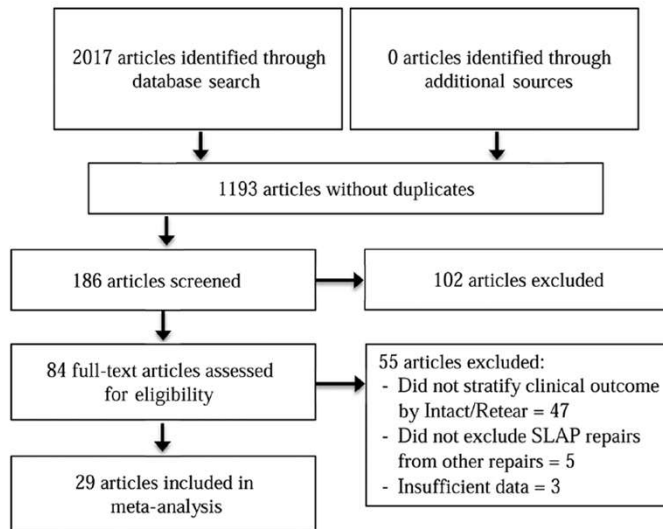 2017 articles identified through
database search
0 articles identified through
additional sources
1193 articles without duplicates
186 articles screened
102 articles excluded
84 full-text articles assessed
for eligibility
55 articles excluded:
- Did not stratify clinical outcome
by Intact/Retear = 47
- Did not exclude SLAP repairs
from other repairs = 5
- Insufficient data = 3
29 articles included in
meta-analysis